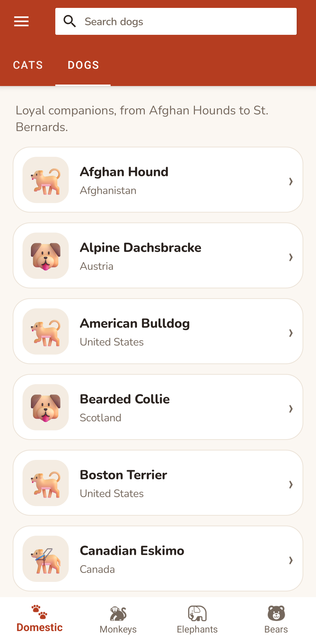 Search dogs
CATS
DOGS
Loyal companions, from Afghan Hounds to St.
Bernards.
Afghan Hound
Afghanistan
Alpine Dachsbracke
Austria
American Bulldog
United States
Bearded Collie
Scotland
Boston Terrier
United States
Canadian Eskimo
Canada
Domestic
Monkeys
Elephants
Bears